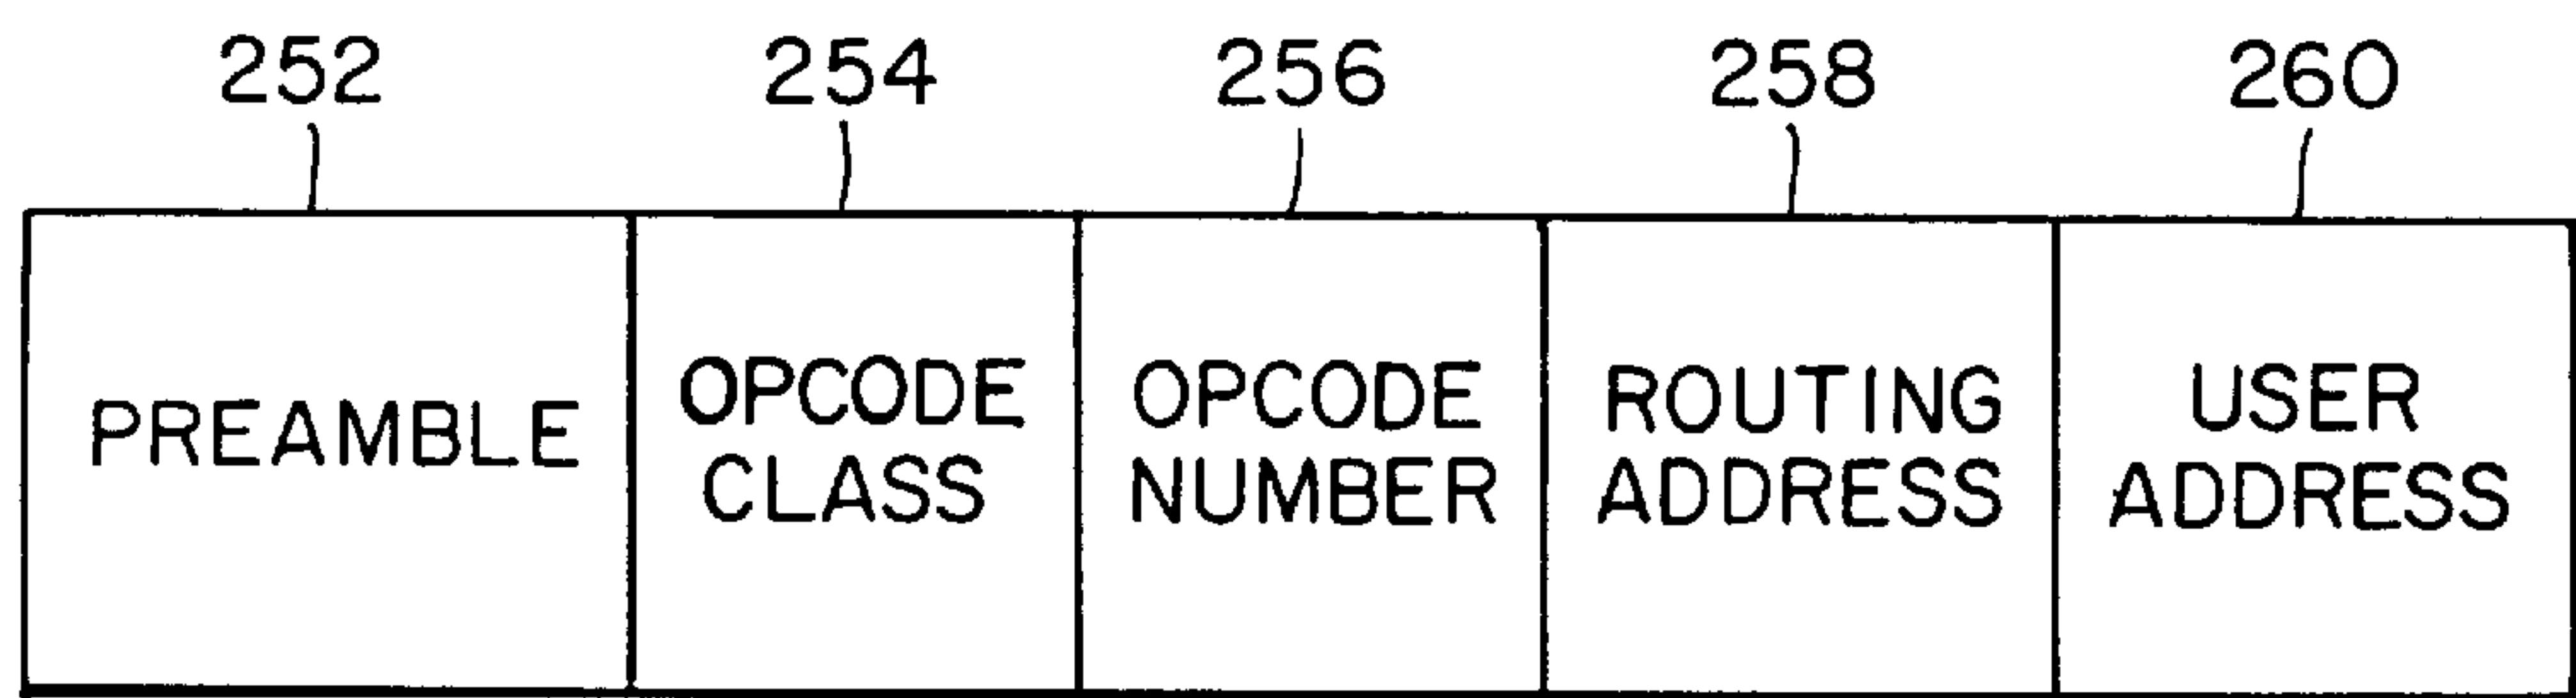 252 254 256 258 260
PREAMBLE
OPCODE
CLASS
OPCODE
NUMBER
ROUTING
ADDRESS
USER
ADDRESS